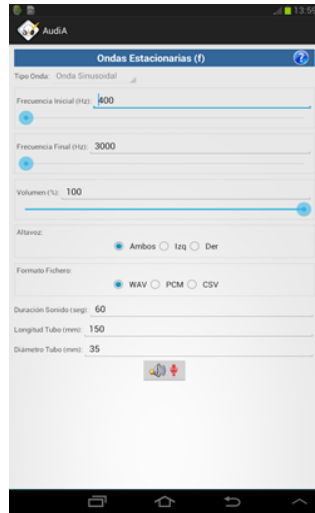 13:59
AudiA
Ondas Estacionarias (f)
Tipo Onda: Onda Sinusoidal
Frecuencia Inicial (Hz): 400
Frecuencia Final (Hz): 3000
Volumen (%): 100
Altavoz:
Ambos Izq Der
Formato Fichero:
WAV PCM CSV
Duración Sonido (seg): 60
Longitud Tubo (mm): 150
Diámetro Tubo (mm): 35